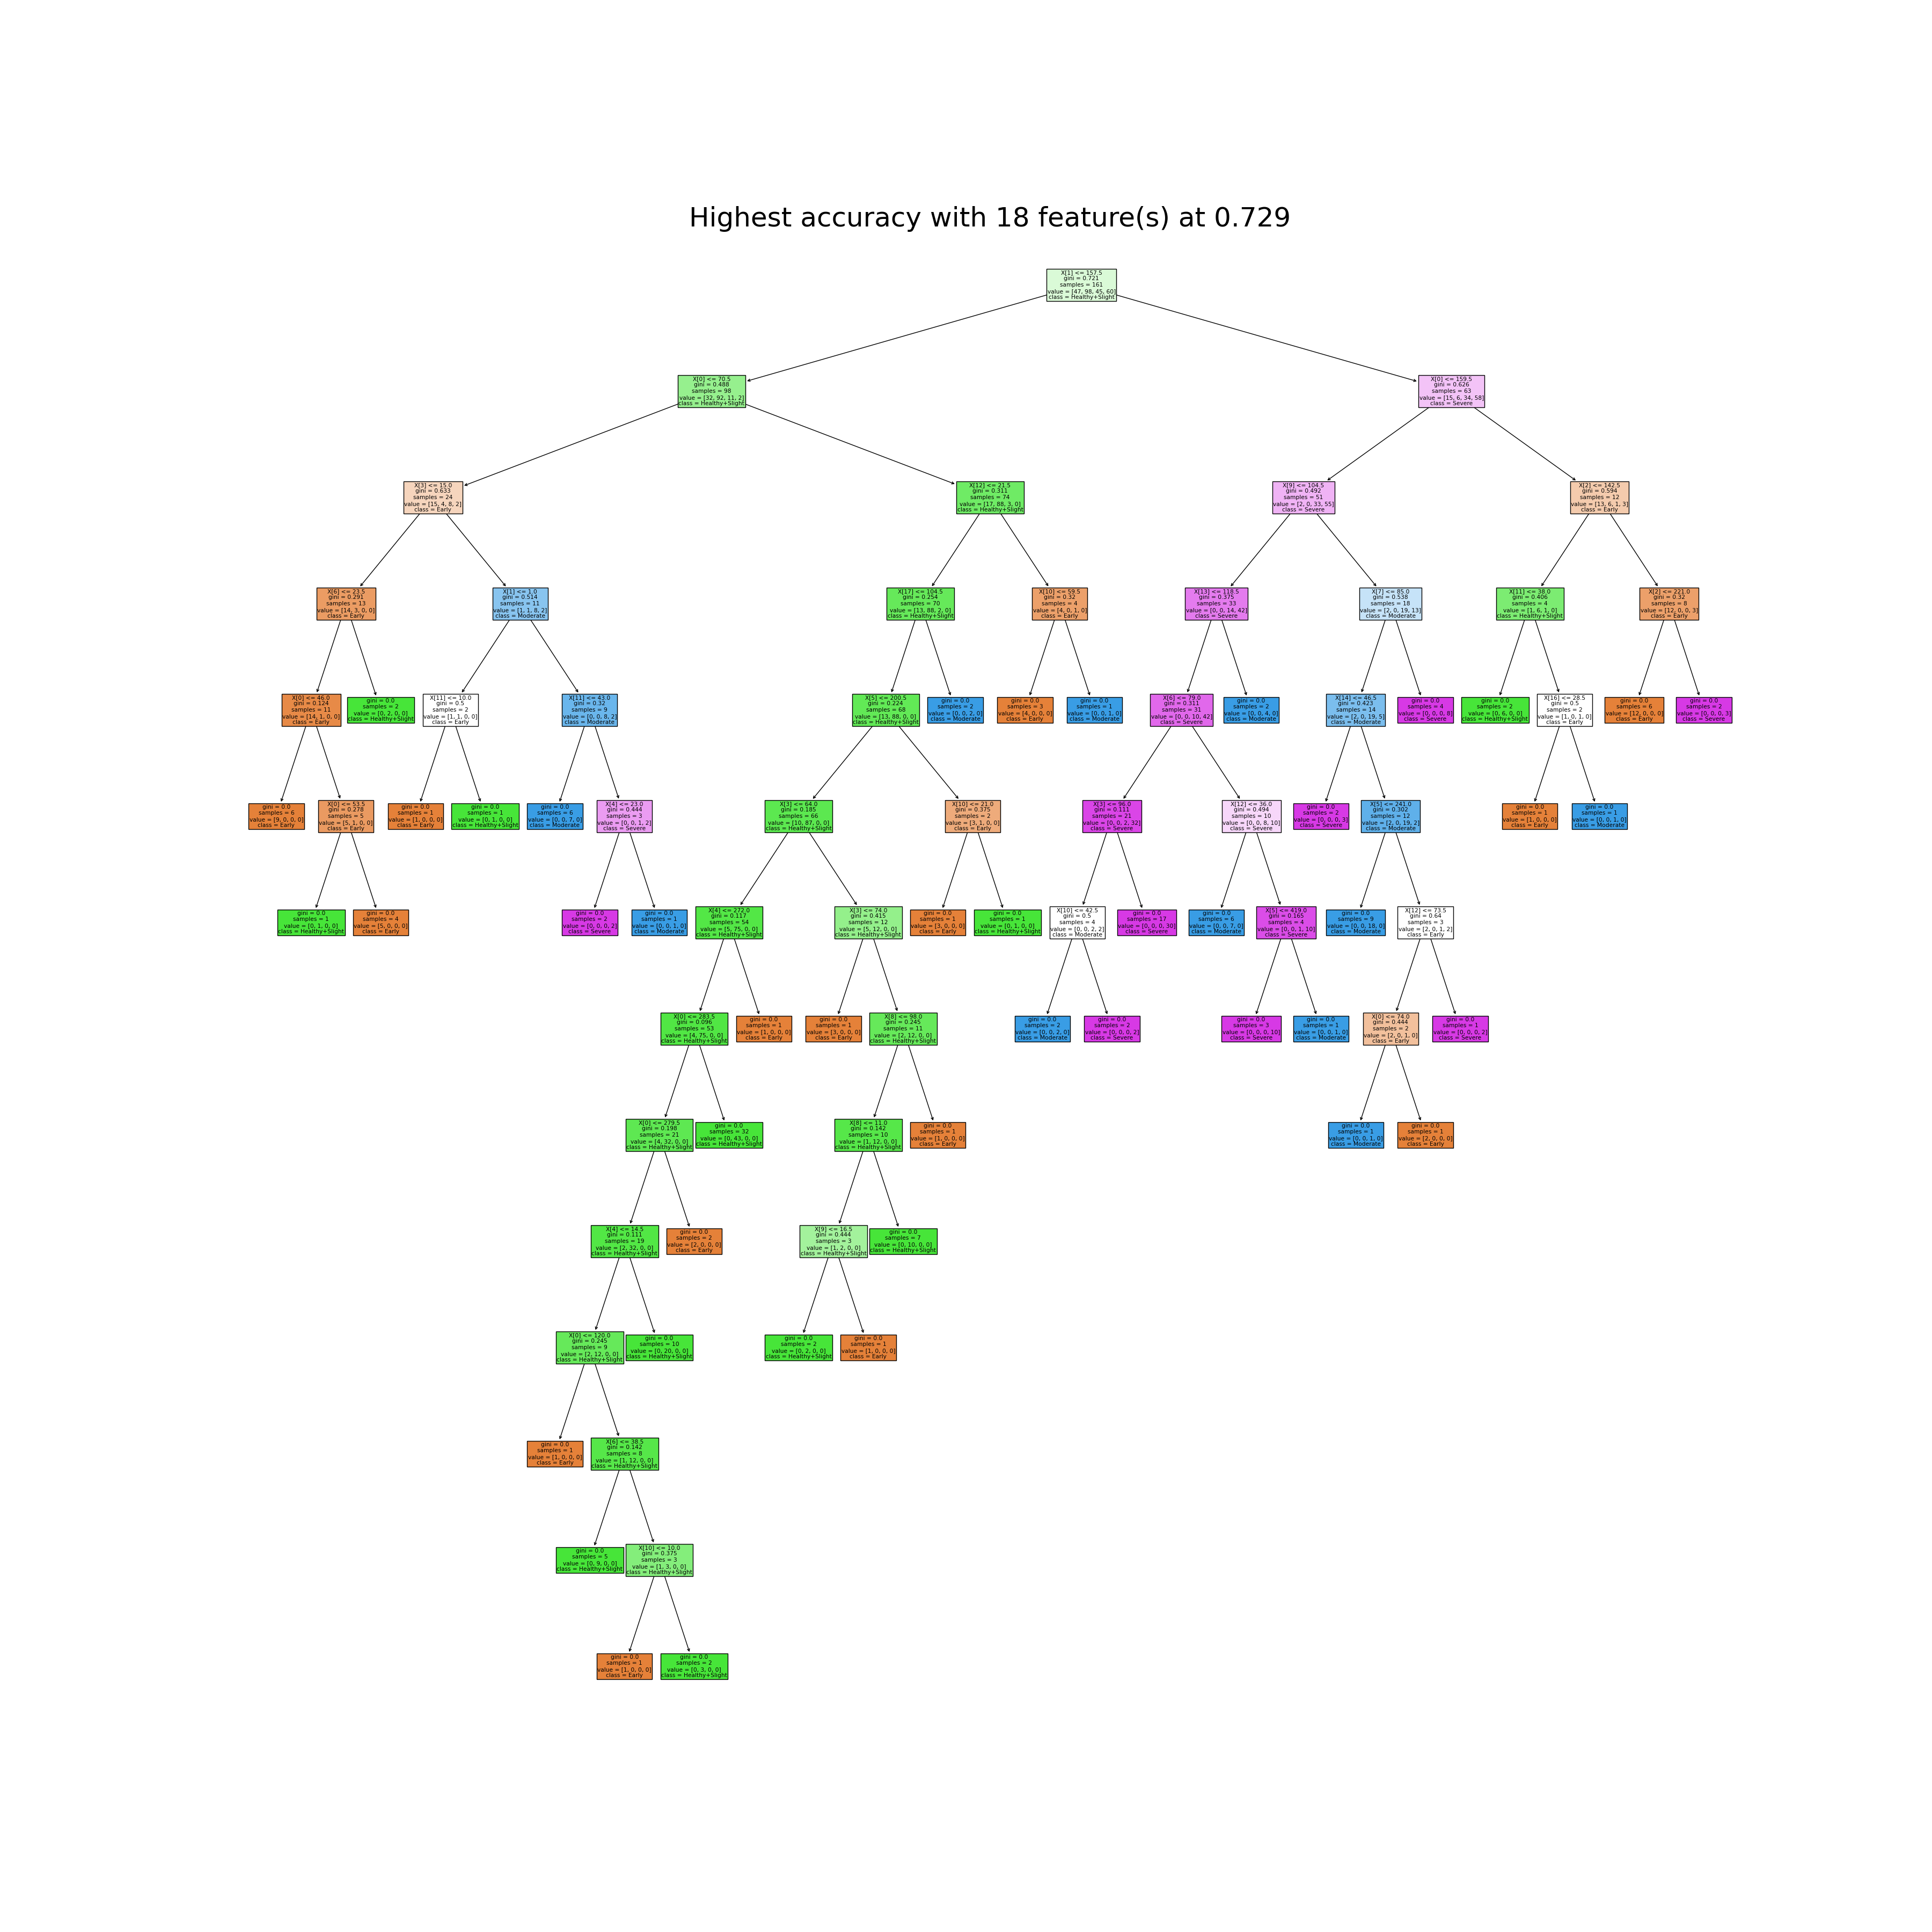 Highest accuracy with 18 feature(s) at 0.729
X[1] <= 157.5
gini = 0.721
samples = 161
value = [47, 98, 45, 60]
class = Healthy+Slight
X[0] <= 70.5
gini = 0.488
samples = 98
value = [32, 92, 11, 2]
class = Healthy+Slight
X[0] <= 159.5
gini = 0.626
samples = 63
value = [15, 6, 34, 58]
class = Severe
X[3] <= 15.0
gini = 0.633
samples = 24
value = [15, 4, 8, 2]
class = Early
X[12] <= 21.5
gini = 0.311
samples = 74
value = [17, 88, 3, 0]
class = Healthy+Slight
X[9] <= 104.5
gini = 0.492
samples = 51
value = [2, 0, 33, 55]
class = Severe
X[2] <= 142.5
gini = 0.594
samples = 12
value = [13, 6, 1, 3]
class = Early
X[6] <= 23.5
gini = 0.291
samples = 13
value = [14, 3, 0, 0]
class = Early
X[1] <= 1.0
gini = 0.514
samples = 11
value = [1, 1, 8, 2]
class = Moderate
X[17] <= 104.5
gini = 0.254
samples = 70
value = [13, 88, 2, 0]
class = Healthy+Slight
X[10] <= 59.5
gini = 0.32
samples = 4
value = [4, 0, 1, 0]
class = Early
X[13] <= 118.5
gini = 0.375
samples = 33
value = [0, 0, 14, 42]
class = Severe
X[7] <= 85.0
gini = 0.538
samples = 18
value = [2, 0, 19, 13]
class = Moderate
X[11] <= 38.0
gini = 0.406
samples = 4
value = [1, 6, 1, 0]
class = Healthy+Slight
X[2] <= 221.0
gini = 0.32
samples = 8
value = [12, 0, 0, 3]
class = Early
X[0] <= 46.0
gini = 0.124
samples = 11
value = [14, 1, 0, 0]
class = Early
gini = 0.0
samples = 2
value = [0, 2, 0, 0]
class = Healthy+Slight
X[11] <= 10.0
gini = 0.5
samples = 2
value = [1, 1, 0, 0]
class = Early
X[11] <= 43.0
gini = 0.32
samples = 9
value = [0, 0, 8, 2]
class = Moderate
X[5] <= 200.5
gini = 0.224
samples = 68
value = [13, 88, 0, 0]
class = Healthy+Slight
gini = 0.0
samples = 2
value = [0, 0, 2, 0]
class = Moderate
gini = 0.0
samples = 3
value = [4, 0, 0, 0]
class = Early
gini = 0.0
samples = 1
value = [0, 0, 1, 0]
class = Moderate
X[6] <= 79.0
gini = 0.311
samples = 31
value = [0, 0, 10, 42]
class = Severe
gini = 0.0
samples = 2
value = [0, 0, 4, 0]
class = Moderate
X[14] <= 46.5
gini = 0.423
samples = 14
value = [2, 0, 19, 5]
class = Moderate
gini = 0.0
samples = 4
value = [0, 0, 0, 8]
class = Severe
gini = 0.0
samples = 2
value = [0, 6, 0, 0]
class = Healthy+Slight
X[16] <= 28.5
gini = 0.5
samples = 2
value = [1, 0, 1, 0]
class = Early
gini = 0.0
samples = 6
value = [12, 0, 0, 0]
class = Early
gini = 0.0
samples = 2
value = [0, 0, 0, 3]
class = Severe
gini = 0.0
samples = 6
value = [9, 0, 0, 0]
class = Early
X[0] <= 53.5
gini = 0.278
samples = 5
value = [5, 1, 0, 0]
class = Early
gini = 0.0
samples = 1
value = [1, 0, 0, 0]
class = Early
gini = 0.0
samples = 1
value = [0, 1, 0, 0]
class = Healthy+Slight
gini = 0.0
samples = 6
value = [0, 0, 7, 0]
class = Moderate
X[4] <= 23.0
gini = 0.444
samples = 3
value = [0, 0, 1, 2]
class = Severe
X[3] <= 64.0
gini = 0.185
samples = 66
value = [10, 87, 0, 0]
class = Healthy+Slight
X[10] <= 21.0
gini = 0.375
samples = 2
value = [3, 1, 0, 0]
class = Early
X[3] <= 96.0
gini = 0.111
samples = 21
value = [0, 0, 2, 32]
class = Severe
X[12] <= 36.0
gini = 0.494
samples = 10
value = [0, 0, 8, 10]
class = Severe
gini = 0.0
samples = 2
value = [0, 0, 0, 3]
class = Severe
X[5] <= 241.0
gini = 0.302
samples = 12
value = [2, 0, 19, 2]
class = Moderate
gini = 0.0
samples = 1
value = [1, 0, 0, 0]
class = Early
gini = 0.0
samples = 1
value = [0, 0, 1, 0]
class = Moderate
gini = 0.0
samples = 1
value = [0, 1, 0, 0]
class = Healthy+Slight
gini = 0.0
samples = 4
value = [5, 0, 0, 0]
class = Early
gini = 0.0
samples = 2
value = [0, 0, 0, 2]
class = Severe
gini = 0.0
samples = 1
value = [0, 0, 1, 0]
class = Moderate
X[4] <= 272.0
gini = 0.117
samples = 54
value = [5, 75, 0, 0]
class = Healthy+Slight
X[3] <= 74.0
gini = 0.415
samples = 12
value = [5, 12, 0, 0]
class = Healthy+Slight
gini = 0.0
samples = 1
value = [3, 0, 0, 0]
class = Early
gini = 0.0
samples = 1
value = [0, 1, 0, 0]
class = Healthy+Slight
X[10] <= 42.5
gini = 0.5
samples = 4
value = [0, 0, 2, 2]
class = Moderate
gini = 0.0
samples = 17
value = [0, 0, 0, 30]
class = Severe
gini = 0.0
samples = 6
value = [0, 0, 7, 0]
class = Moderate
X[5] <= 419.0
gini = 0.165
samples = 4
value = [0, 0, 1, 10]
class = Severe
gini = 0.0
samples = 9
value = [0, 0, 18, 0]
class = Moderate
X[12] <= 73.5
gini = 0.64
samples = 3
value = [2, 0, 1, 2]
class = Early
X[0] <= 283.5
gini = 0.096
samples = 53
value = [4, 75, 0, 0]
class = Healthy+Slight
gini = 0.0
samples = 1
value = [1, 0, 0, 0]
class = Early
gini = 0.0
samples = 1
value = [3, 0, 0, 0]
class = Early
X[8] <= 98.0
gini = 0.245
samples = 11
value = [2, 12, 0, 0]
class = Healthy+Slight
gini = 0.0
samples = 2
value = [0, 0, 2, 0]
class = Moderate
gini = 0.0
samples = 2
value = [0, 0, 0, 2]
class = Severe
gini = 0.0
samples = 3
value = [0, 0, 0, 10]
class = Severe
gini = 0.0
samples = 1
value = [0, 0, 1, 0]
class = Moderate
X[0] <= 74.0
gini = 0.444
samples = 2
value = [2, 0, 1, 0]
class = Early
gini = 0.0
samples = 1
value = [0, 0, 0, 2]
class = Severe
X[0] <= 279.5
gini = 0.198
samples = 21
value = [4, 32, 0, 0]
class = Healthy+Slight
gini = 0.0
samples = 32
value = [0, 43, 0, 0]
class = Healthy+Slight
X[8] <= 11.0
gini = 0.142
samples = 10
value = [1, 12, 0, 0]
class = Healthy+Slight
gini = 0.0
samples = 1
value = [1, 0, 0, 0]
class = Early
gini = 0.0
samples = 1
value = [0, 0, 1, 0]
class = Moderate
gini = 0.0
samples = 1
value = [2, 0, 0, 0]
class = Early
X[4] <= 14.5
gini = 0.111
samples = 19
value = [2, 32, 0, 0]
class = Healthy+Slight
gini = 0.0
samples = 2
value = [2, 0, 0, 0]
class = Early
X[9] <= 16.5
gini = 0.444
samples = 3
value = [1, 2, 0, 0]
class = Healthy+Slight
gini = 0.0
samples = 7
value = [0, 10, 0, 0]
class = Healthy+Slight
X[0] <= 120.0
gini = 0.245
samples = 9
value = [2, 12, 0, 0]
class = Healthy+Slight
gini = 0.0
samples = 10
value = [0, 20, 0, 0]
class = Healthy+Slight
gini = 0.0
samples = 2
value = [0, 2, 0, 0]
class = Healthy+Slight
gini = 0.0
samples = 1
value = [1, 0, 0, 0]
class = Early
gini = 0.0
samples = 1
value = [1, 0, 0, 0]
class = Early
X[6] <= 38.5
gini = 0.142
samples = 8
value = [1, 12, 0, 0]
class = Healthy+Slight
gini = 0.0
samples = 5
value = [0, 9, 0, 0]
class = Healthy+Slight
X[10] <= 10.0
gini = 0.375
samples = 3
value = [1, 3, 0, 0]
class = Healthy+Slight
gini = 0.0
samples = 1
value = [1, 0, 0, 0]
class = Early
gini = 0.0
samples = 2
value = [0, 3, 0, 0]
class = Healthy+Slight